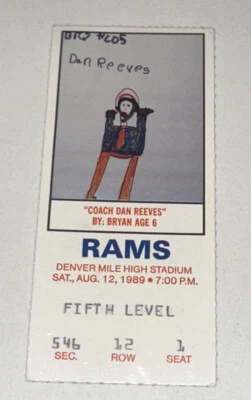 Dan Reeves
"COACH DAN REEVES"
BY: BRYAN AGE 6
RAMS
DENVER MILE HIGH STADIUM
SAT., AUG. 12, 1989 • 7:00 P.M.
FIFTH LEVEL
546 12 1
SEC. ROW SEAT